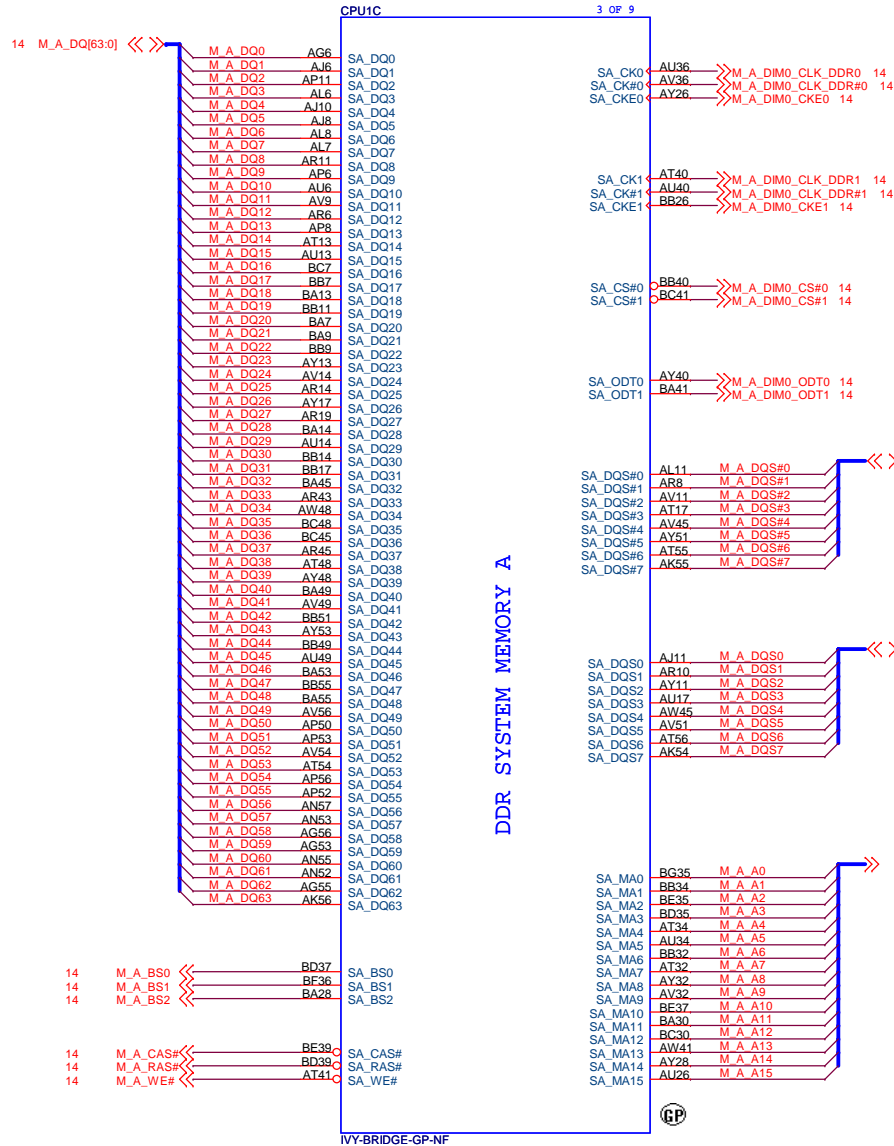 CPU1C
3 OF 9
14 M_A_DQ[63:0]
M_A_DQ0 AG6 SA_DQ0
M_A_DQ1 AJ6 SA_DQ1
M_A_DQ2 AP11 SA_DQ2
M_A_DQ3 AL6 SA_DQ3
M_A_DQ4 AJ10 SA_DQ4
M_A_DQ5 AJ8 SA_DQ5
M_A_DQ6 AL8 SA_DQ6
M_A_DQ7 AL7 SA_DQ7
M_A_DQ8 AR11 SA_DQ8
M_A_DQ9 AP6 SA_DQ9
M_A_DQ10 AU6 SA_DQ10
M_A_DQ11 AV9 SA_DQ11
M_A_DQ12 AR6 SA_DQ12
M_A_DQ13 AP8 SA_DQ13
M_A_DQ14 AT13 SA_DQ14
M_A_DQ15 AU13 SA_DQ15
M_A_DQ16 BC7 SA_DQ16
M_A_DQ17 BB7 SA_DQ17
M_A_DQ18 BA13 SA_DQ18
M_A_DQ19 BB11 SA_DQ19
M_A_DQ20 BA7 SA_DQ20
M_A_DQ21 BA9 SA_DQ21
M_A_DQ22 BB9 SA_DQ22
M_A_DQ23 AY13 SA_DQ23
M_A_DQ24 AV14 SA_DQ24
M_A_DQ25 AR14 SA_DQ25
M_A_DQ26 AY17 SA_DQ26
M_A_DQ27 AR19 SA_DQ27
M_A_DQ28 BA14 SA_DQ28
M_A_DQ29 AU14 SA_DQ29
M_A_DQ30 BB14 SA_DQ30
M_A_DQ31 BB17 SA_DQ31
M_A_DQ32 BA45 SA_DQ32
M_A_DQ33 AR43 SA_DQ33
M_A_DQ34 AW48 SA_DQ34
M_A_DQ35 BC48 SA_DQ35
M_A_DQ36 BC45 SA_DQ36
M_A_DQ37 AR45 SA_DQ37
M_A_DQ38 AT48 SA_DQ38
M_A_DQ39 AY48 SA_DQ39
M_A_DQ40 BA49 SA_DQ40
M_A_DQ41 AV49 SA_DQ41
M_A_DQ42 BB51 SA_DQ42
M_A_DQ43 AY53 SA_DQ43
M_A_DQ44 BB49 SA_DQ44
M_A_DQ45 AU49 SA_DQ45
M_A_DQ46 BA53 SA_DQ46
M_A_DQ47 BB55 SA_DQ47
M_A_DQ48 BA55 SA_DQ48
M_A_DQ49 AV56 SA_DQ49
M_A_DQ50 AP50 SA_DQ50
M_A_DQ51 AP53 SA_DQ51
M_A_DQ52 AV54 SA_DQ52
M_A_DQ53 AT54 SA_DQ53
M_A_DQ54 AP56 SA_DQ54
M_A_DQ55 AP52 SA_DQ55
M_A_DQ56 AN57 SA_DQ56
M_A_DQ57 AN53 SA_DQ57
M_A_DQ58 AG56 SA_DQ58
M_A_DQ59 AG53 SA_DQ59
M_A_DQ60 AN55 SA_DQ60
M_A_DQ61 AN52 SA_DQ61
M_A_DQ62 AG55 SA_DQ62
M_A_DQ63 AK56 SA_DQ63
14 M_A_BS0 BD37 SA_BS0
14 M_A_BS1 BF36 SA_BS1
14 M_A_BS2 BA28 SA_BS2
14 M_A_CAS# BE39 SA_CAS#
14 M_A_RAS# BD39 SA_RAS#
14 M_A_WE# AT41 SA_WE#
DDR SYSTEM MEMORY A
SA_CK0 AU36 M_A_DIM0_CLK_DDR0 14
SA_CK#0 AV36 M_A_DIM0_CLK_DDR#0 14
SA_CKE0 AY26 M_A_DIM0_CKE0 14
SA_CK1 AT40 M_A_DIM0_CLK_DDR1 14
SA_CK#1 AU40 M_A_DIM0_CLK_DDR#1 14
SA_CKE1 BB26 M_A_DIM0_CKE1 14
SA_CS#0 BB40 M_A_DIM0_CS#0 14
SA_CS#1 BC41 M_A_DIM0_CS#1 14
SA_ODT0 AY40 M_A_DIM0_ODT0 14
SA_ODT1 BA41 M_A_DIM0_ODT1 14
SA_DQS#0 AL11 M_A_DQS#0
SA_DQS#1 AR8 M_A_DQS#1
SA_DQS#2 AV11 M_A_DQS#2
SA_DQS#3 AT17 M_A_DQS#3
SA_DQS#4 AV45 M_A_DQS#4
SA_DQS#5 AY51 M_A_DQS#5
SA_DQS#6 AT55 M_A_DQS#6
SA_DQS#7 AK55 M_A_DQS#7
SA_DQS0 AJ11 M_A_DQS0
SA_DQS1 AR10 M_A_DQS1
SA_DQS2 AY11 M_A_DQS2
SA_DQS3 AU17 M_A_DQS3
SA_DQS4 AW45 M_A_DQS4
SA_DQS5 AV51 M_A_DQS5
SA_DQS6 AT56 M_A_DQS6
SA_DQS7 AK54 M_A_DQS7
SA_MA0 BG35 M_A_A0
SA_MA1 BB34 M_A_A1
SA_MA2 BE35 M_A_A2
SA_MA3 BD35 M_A_A3
SA_MA4 AT34 M_A_A4
SA_MA5 AU34 M_A_A5
SA_MA6 BB32 M_A_A6
SA_MA7 AT32 M_A_A7
SA_MA8 AY32 M_A_A8
SA_MA9 AV32 M_A_A9
SA_MA10 BE37 M_A_A10
SA_MA11 BA30 M_A_A11
SA_MA12 BC30 M_A_A12
SA_MA13 AW41 M_A_A13
SA_MA14 AY28 M_A_A14
SA_MA15 AU26 M_A_A15
GP
IVY-BRIDGE-GP-NF